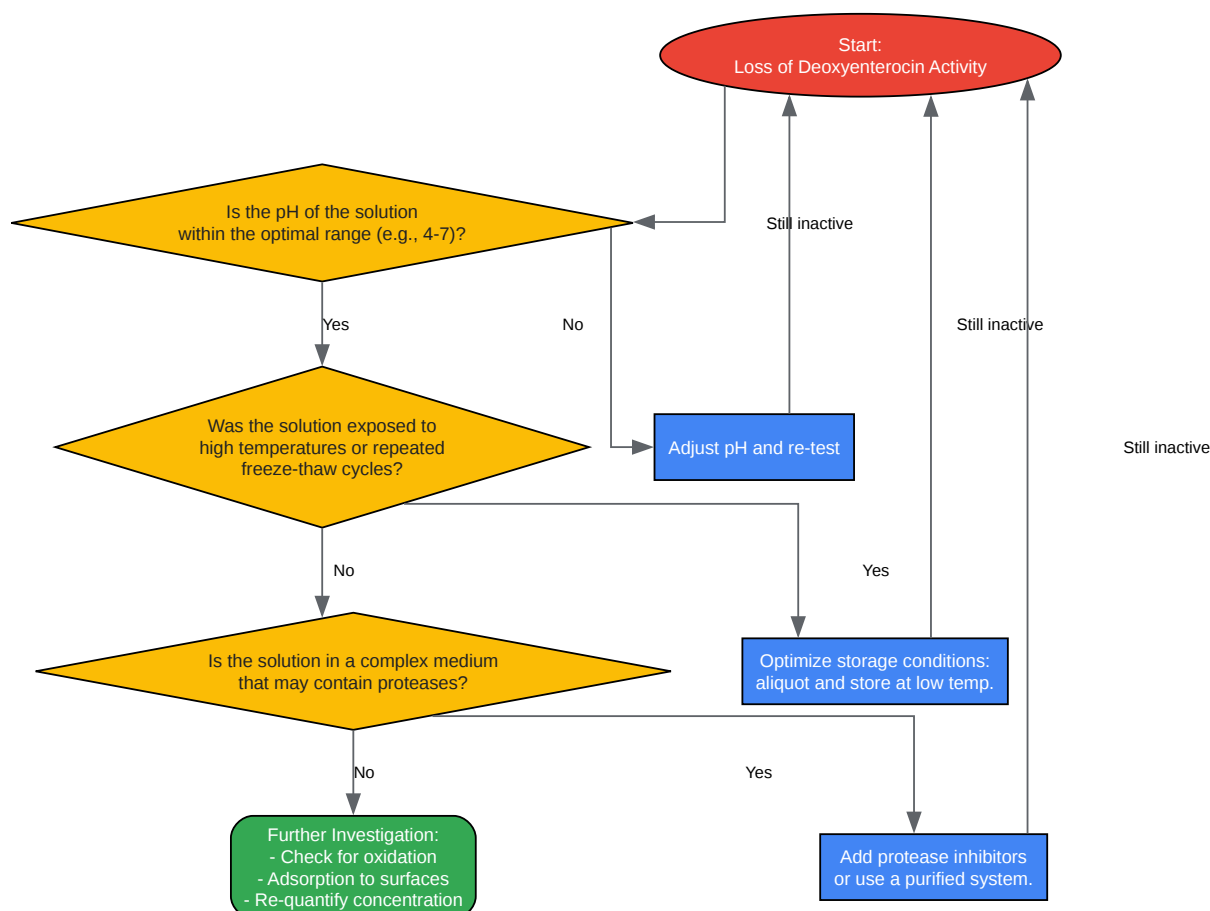 Start:
Loss of Deoxyenterocin Activity
Is the pH of the solution
within the optimal range (e.g., 4-7)?
Still inactive
Yes
No
Still inactive
Was the solution exposed to
high temperatures or repeated
freeze-thaw cycles?
Adjust pH and re-test
Still inactive
No
Yes
Is the solution in a complex medium
that may contain proteases?
Optimize storage conditions:
aliquot and store at low temp.
No
Yes
Further Investigation:
- Check for oxidation
- Adsorption to surfaces
- Re-quantify concentration
Add protease inhibitors
or use a purified system.